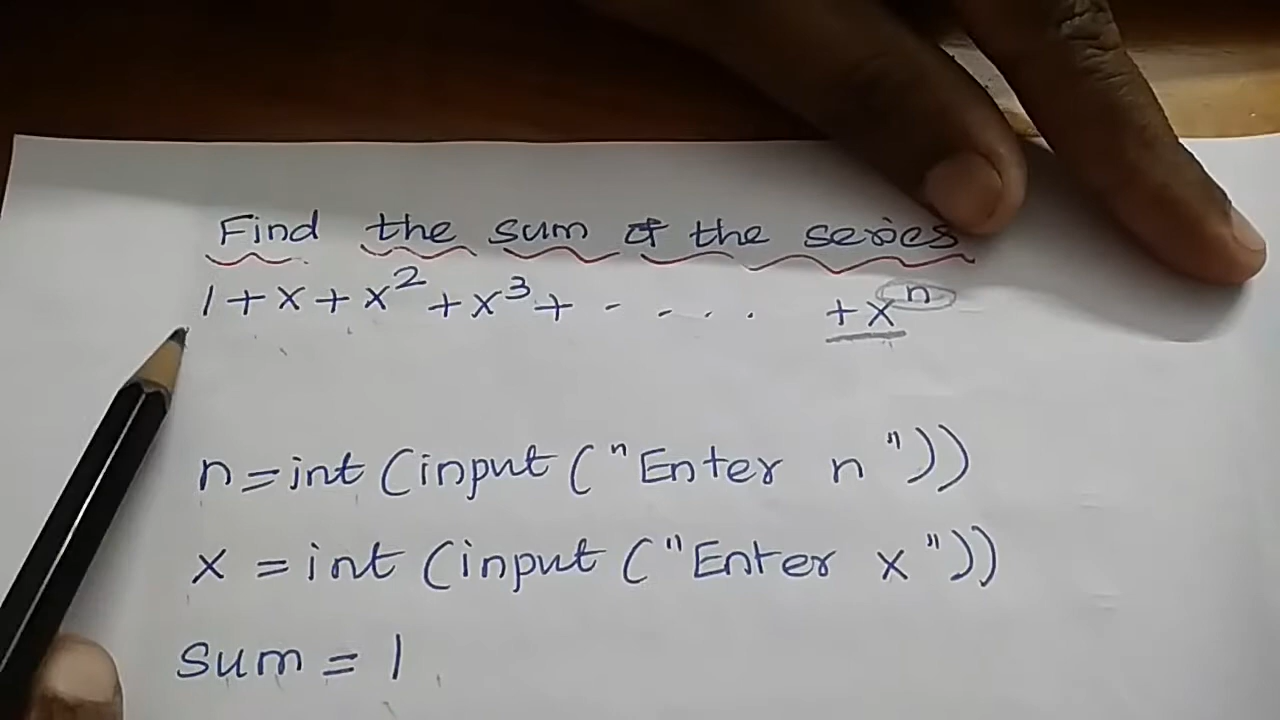 Find the sum of the series
1 + x + x² + x³ + - - . . . + xⁿ
n = int (input ("Enter n"))
x = int (input ("Enter x"))
sum = 1